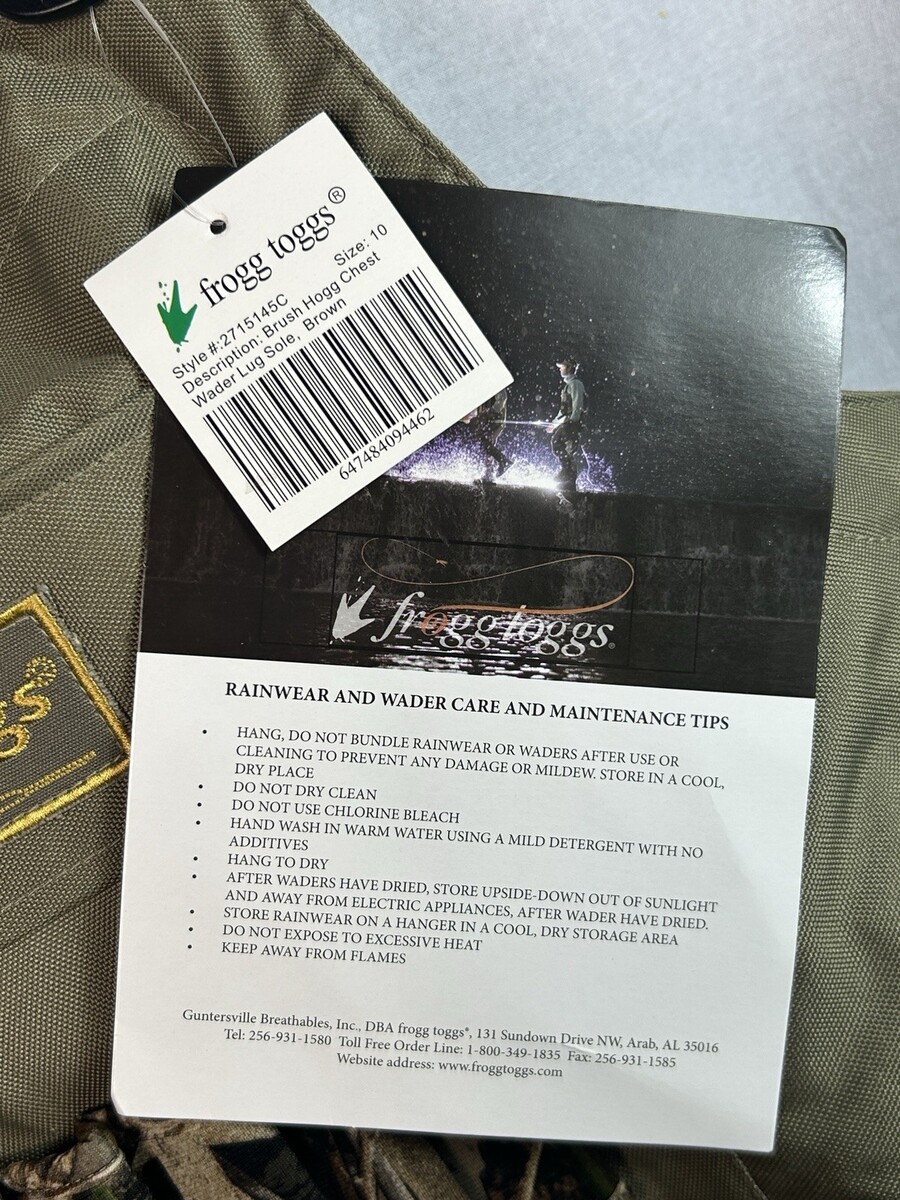 frogg toggs®
Style #:2715145C Size: 10
Description: Brush Hogg Chest
Wader Lug Sole, Brown
647484094462
frogg toggs®
RAINWEAR AND WADER CARE AND MAINTENANCE TIPS
• HANG, DO NOT BUNDLE RAINWEAR OR WADERS AFTER USE OR
CLEANING TO PREVENT ANY DAMAGE OR MILDEW. STORE IN A COOL,
DRY PLACE
• DO NOT DRY CLEAN
• DO NOT USE CHLORINE BLEACH
• HAND WASH IN WARM WATER USING A MILD DETERGENT WITH NO
ADDITIVES
• HANG TO DRY
• AFTER WADERS HAVE DRIED, STORE UPSIDE-DOWN OUT OF SUNLIGHT
AND AWAY FROM ELECTRIC APPLIANCES, AFTER WADER HAVE DRIED.
• STORE RAINWEAR ON A HANGER IN A COOL, DRY STORAGE AREA
• DO NOT EXPOSE TO EXCESSIVE HEAT
• KEEP AWAY FROM FLAMES
Guntersville Breathables, Inc., DBA frogg toggs®, 131 Sundown Drive NW, Arab, AL 35016
Tel: 256-931-1580 Toll Free Order Line: 1-800-349-1835 Fax: 256-931-1585
Website address: www.froggtoggs.com